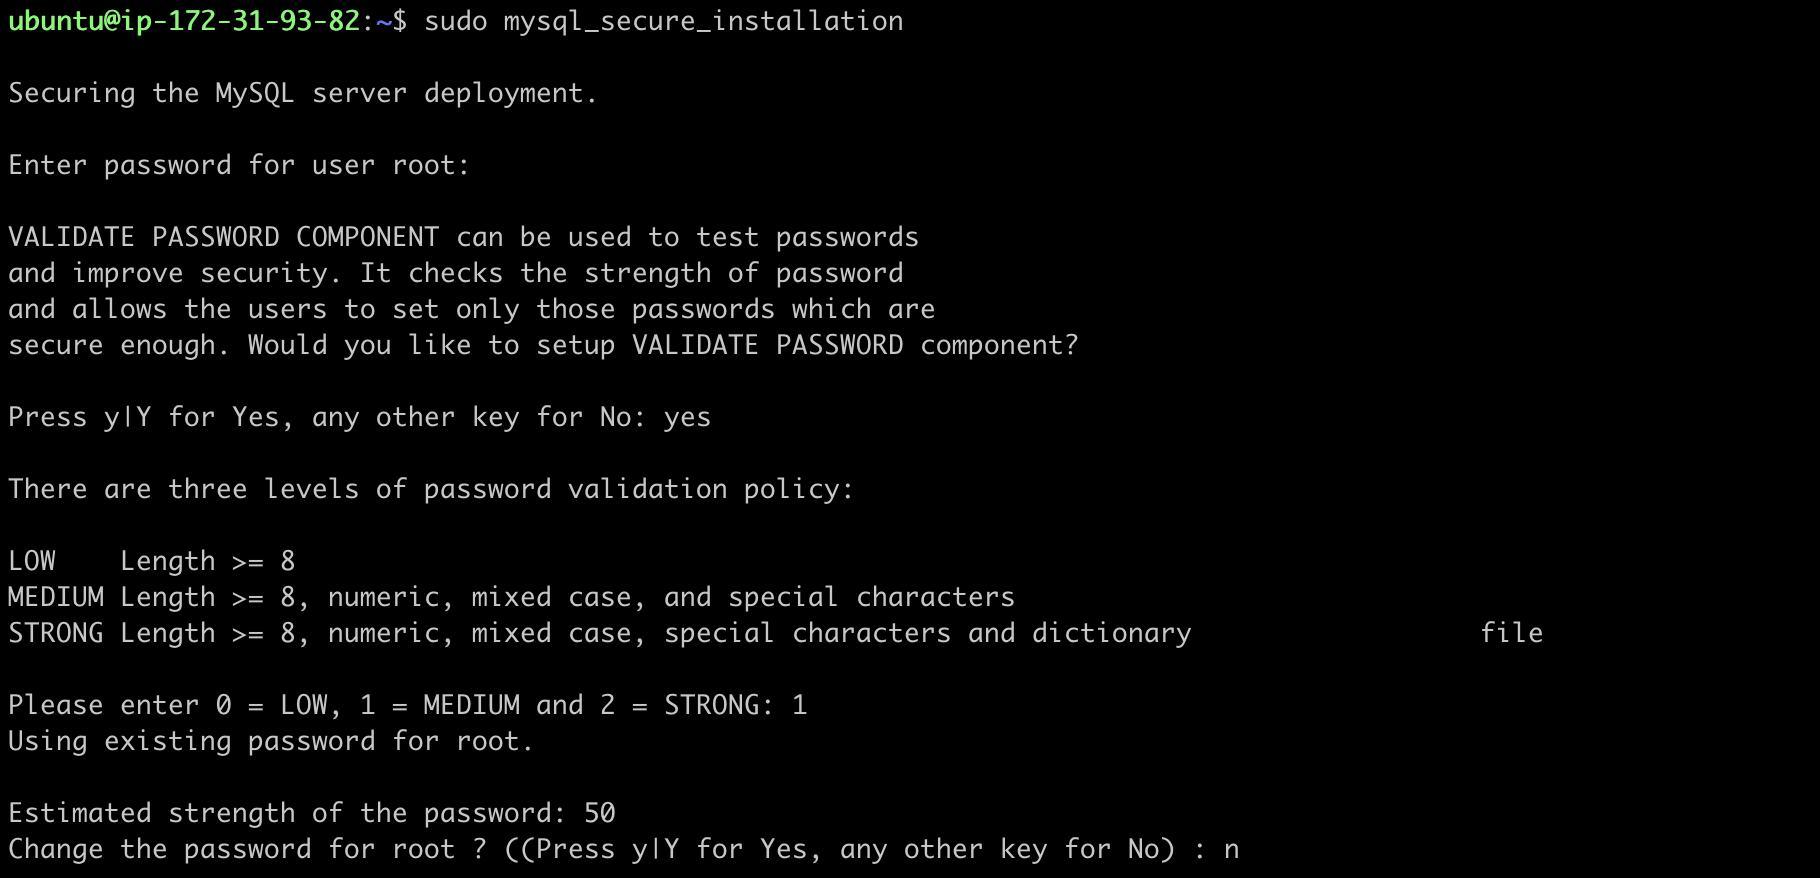 ubuntu@ip-172-31-93-82:~$ sudo mysql_secure_installation
Securing the MySQL server deployment.
Enter password for user root:
VALIDATE PASSWORD COMPONENT can be used to test passwords
and improve security. It checks the strength of password
and allows the users to set only those passwords which are
secure enough. Would you like to setup VALIDATE PASSWORD component?
Press y|Y for Yes, any other key for No: yes
There are three levels of password validation policy:
LOW    Length >= 8
MEDIUM Length >= 8, numeric, mixed case, and special characters
STRONG Length >= 8, numeric, mixed case, special characters and dictionary                  file
Please enter 0 = LOW, 1 = MEDIUM and 2 = STRONG: 1
Using existing password for root.
Estimated strength of the password: 50
Change the password for root ? ((Press y|Y for Yes, any other key for No) : n